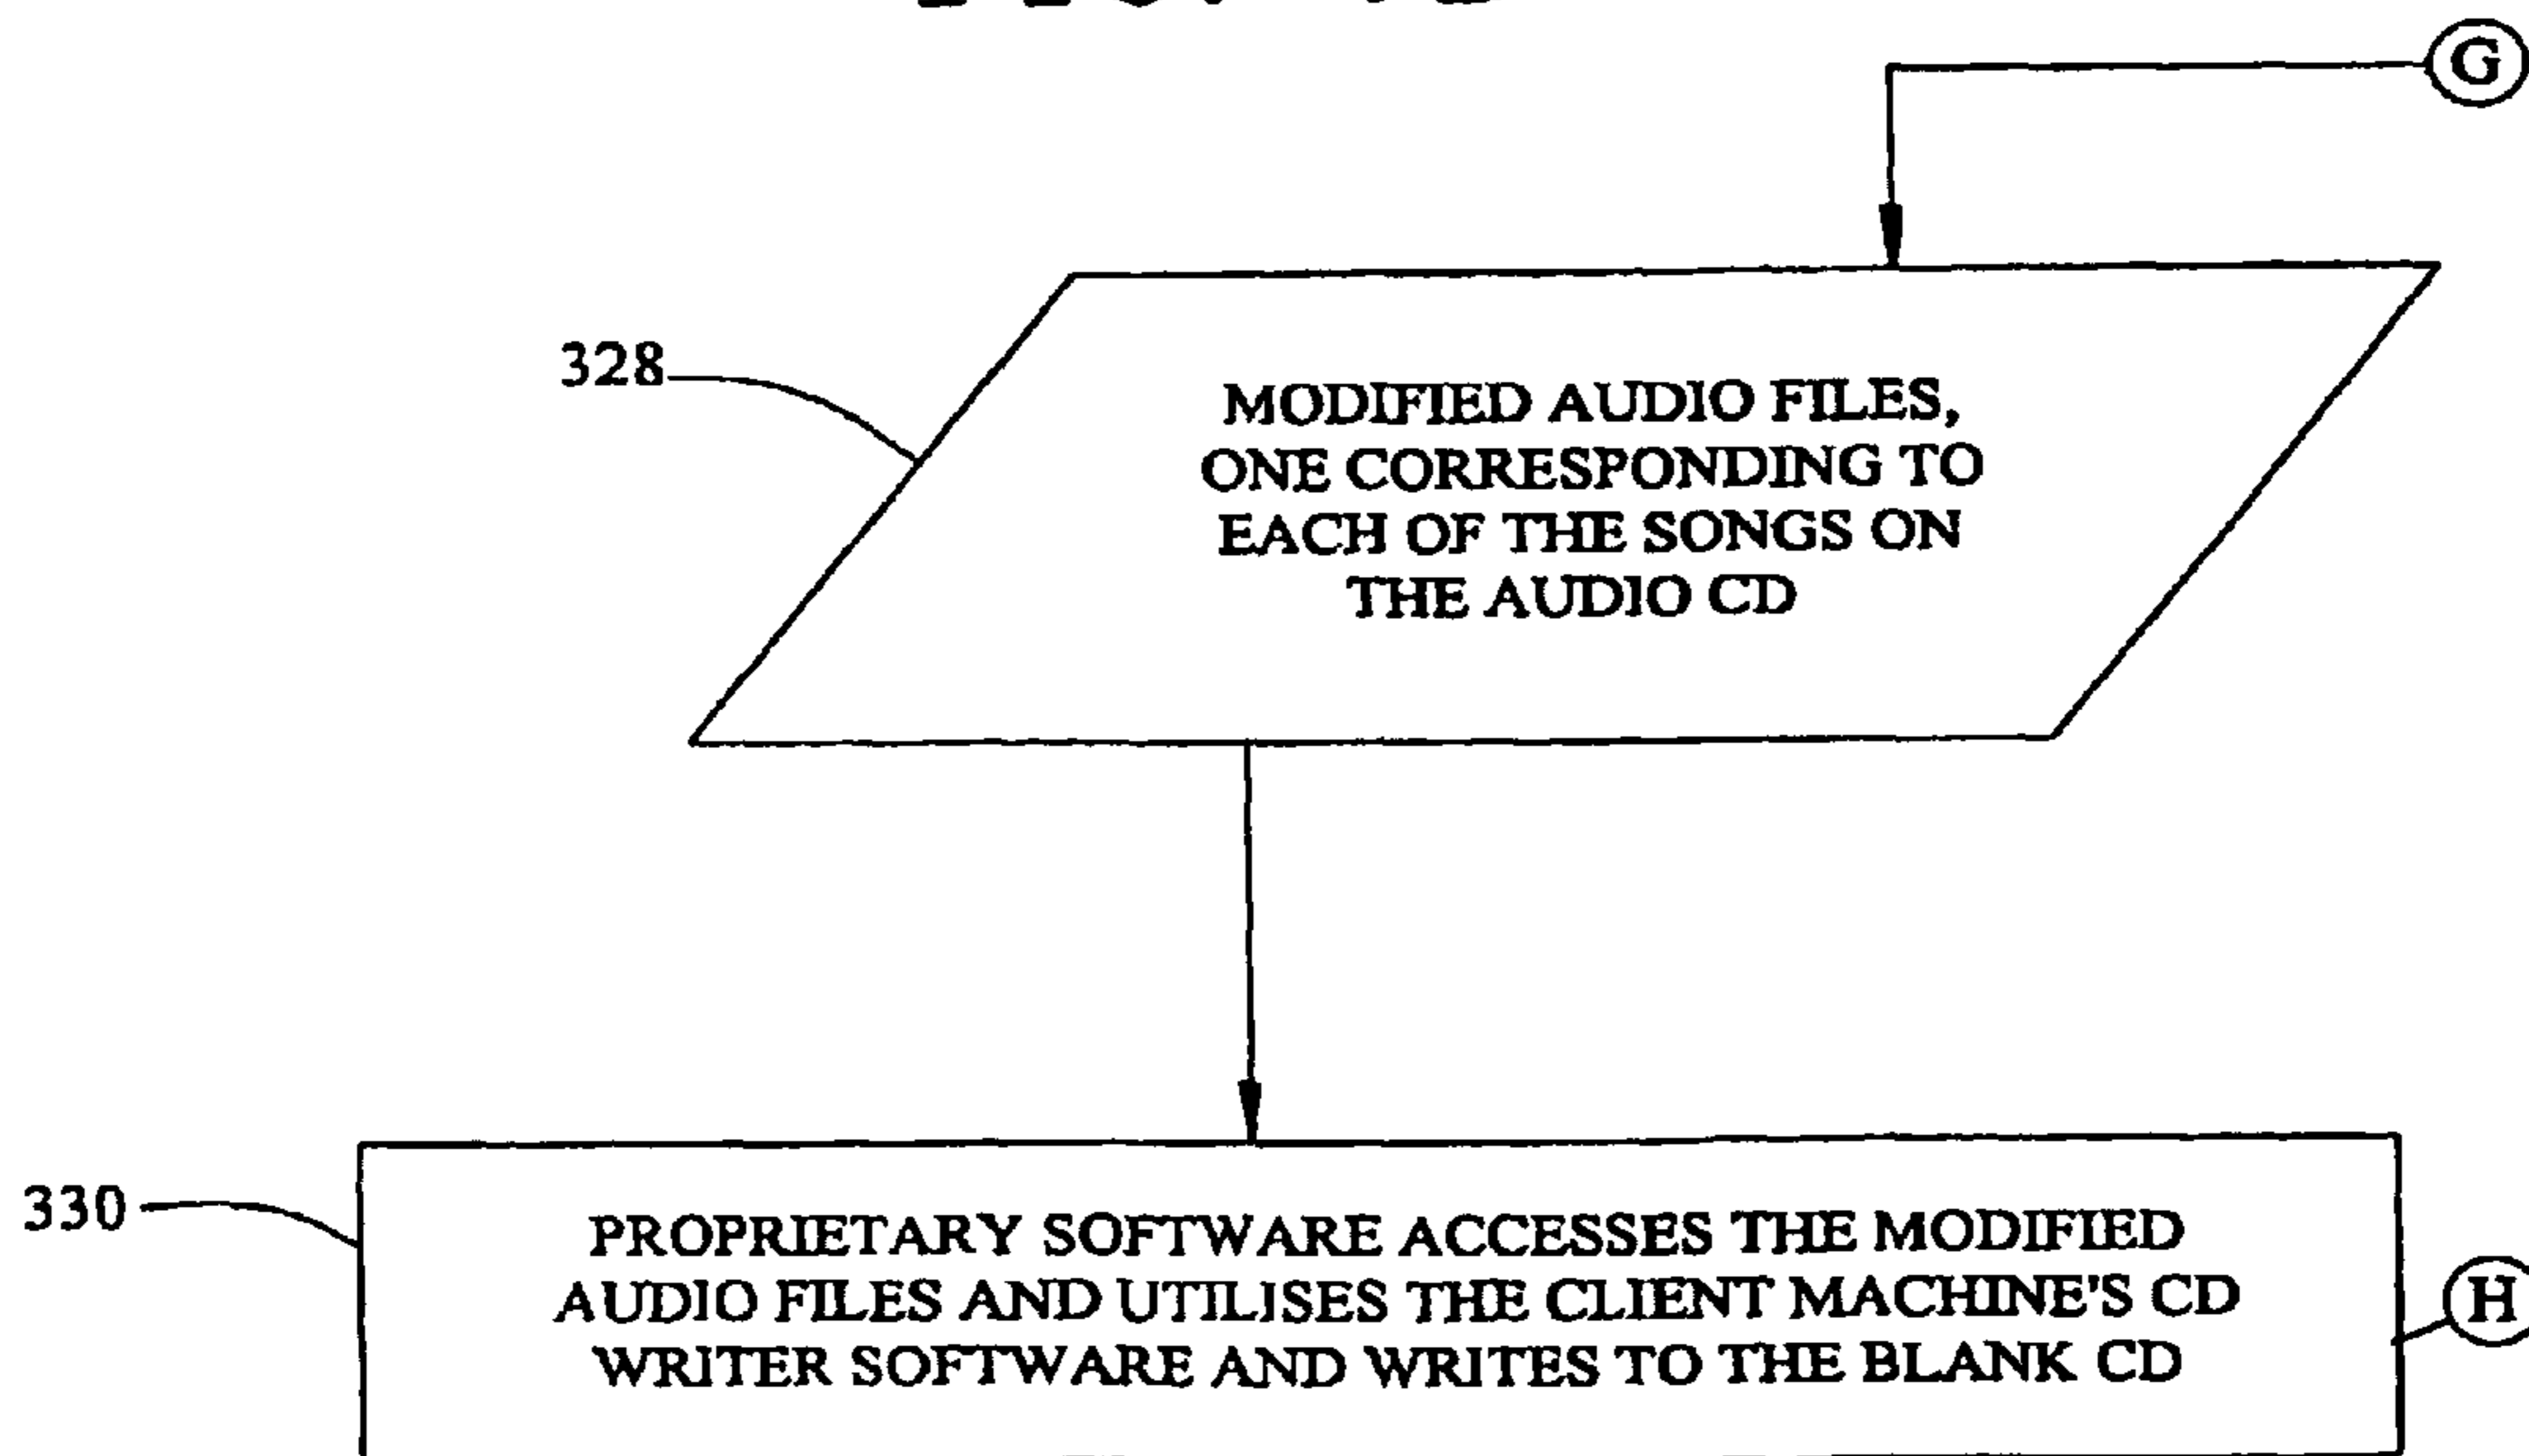 G
328
MODIFIED AUDIO FILES,
ONE CORRESPONDING TO
EACH OF THE SONGS ON
THE AUDIO CD
330
PROPRIETARY SOFTWARE ACCESSES THE MODIFIED
AUDIO FILES AND UTILISES THE CLIENT MACHINE'S CD
WRITER SOFTWARE AND WRITES TO THE BLANK CD
H